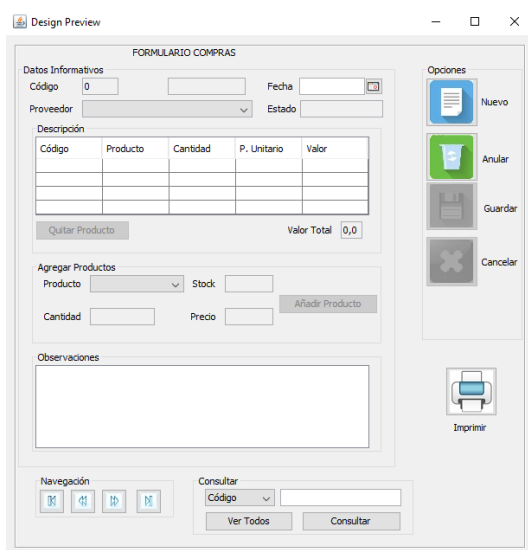 Design Preview
FORMULARIO COMPRAS
Datos Informativos
Código 0 Fecha
Proveedor Estado
Descripción
Código Producto Cantidad P. Unitario Valor
Quitar Producto Valor Total 0,0
Agregar Productos
Producto Stock
Añadir Producto
Cantidad Precio
Observaciones
Navegación
Consultar
Código
Ver Todos Consultar
Opciones
Nuevo
Anular
Guardar
Cancelar
Imprimir